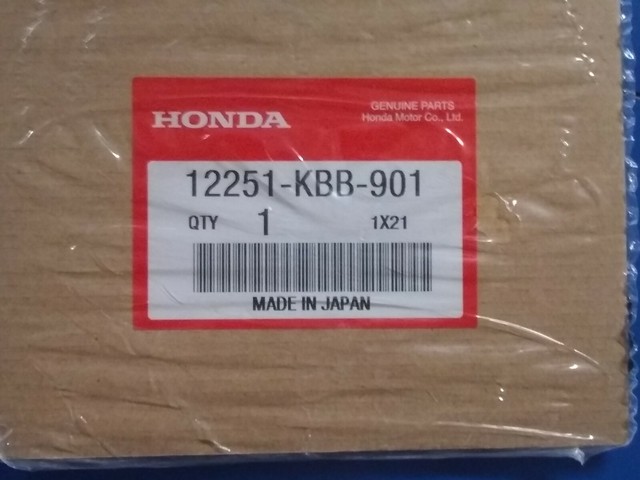 HONDA
GENUINE PARTS
Honda Motor Co., Ltd.
12251-KBB-901
QTY 1 1X21
MADE IN JAPAN